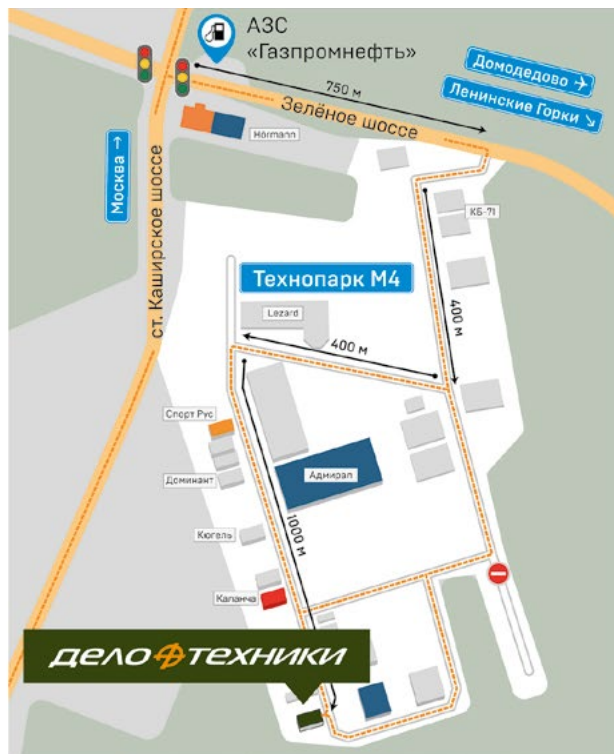 АЗС
«Газпромнефть»
Домодедово
Ленинские Горки
750 м
Зелёное шоссе
Hörmann
Москва →
ст. Каширское шоссе
КБ-71
Технопарк М4
Lezard
400 м
400 м
Спорт Рус
Доминант
Адмирал
Кюгель
1000 м
Каланча
дело техники